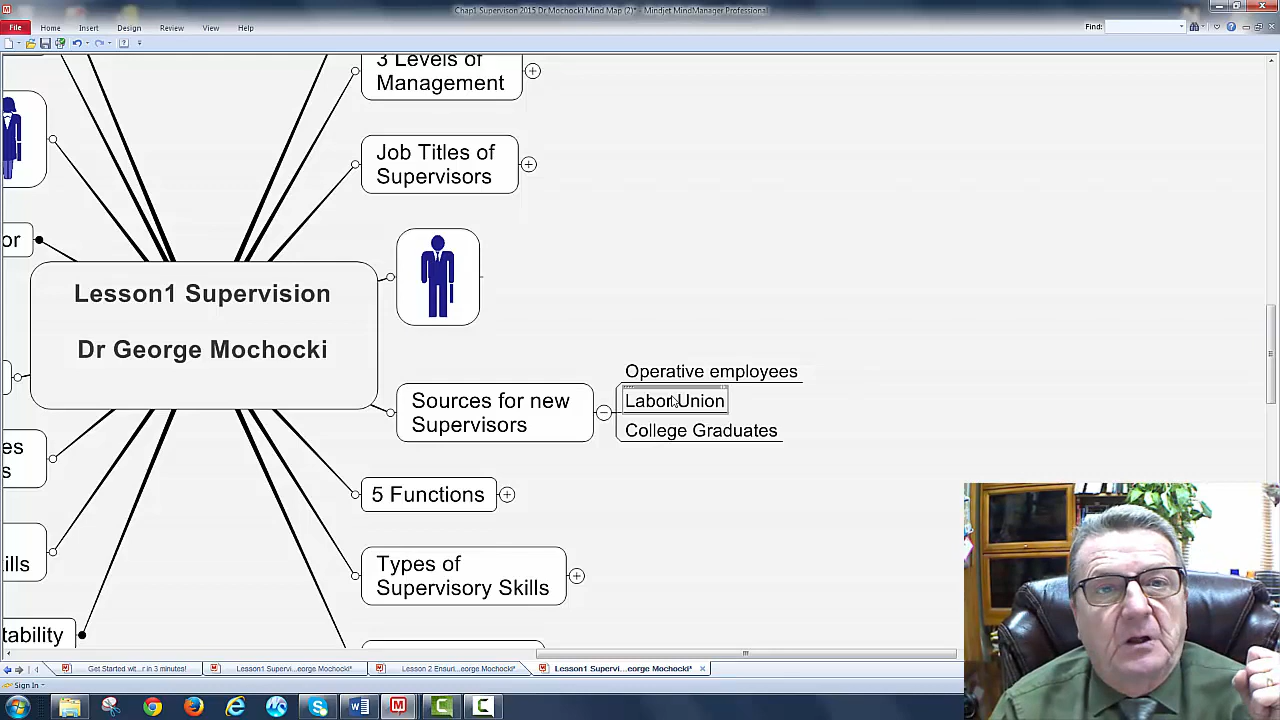 Chap1 Supervison 2015 Dr Mochocki Mind Map (2)* - Mindjet MindManager Professional
File Home Insert Design Review View Help Find:
3 Levels of
Management
Job Titles of
Supervisors
or
Lesson1 Supervision
Dr George Mochocki
Sources for new
Supervisors
Operative employees
Labor Union
College Graduates
es
s
5 Functions
Types of
Supervisory Skills
ills
tability
Get Started wit...r in 3 minutes! Lesson1 Supervi...eorge Mochocki* Lesson 2 Ensuri...eorge Mochocki* Lesson1 Supervi...eorge Mochocki*
Sign In